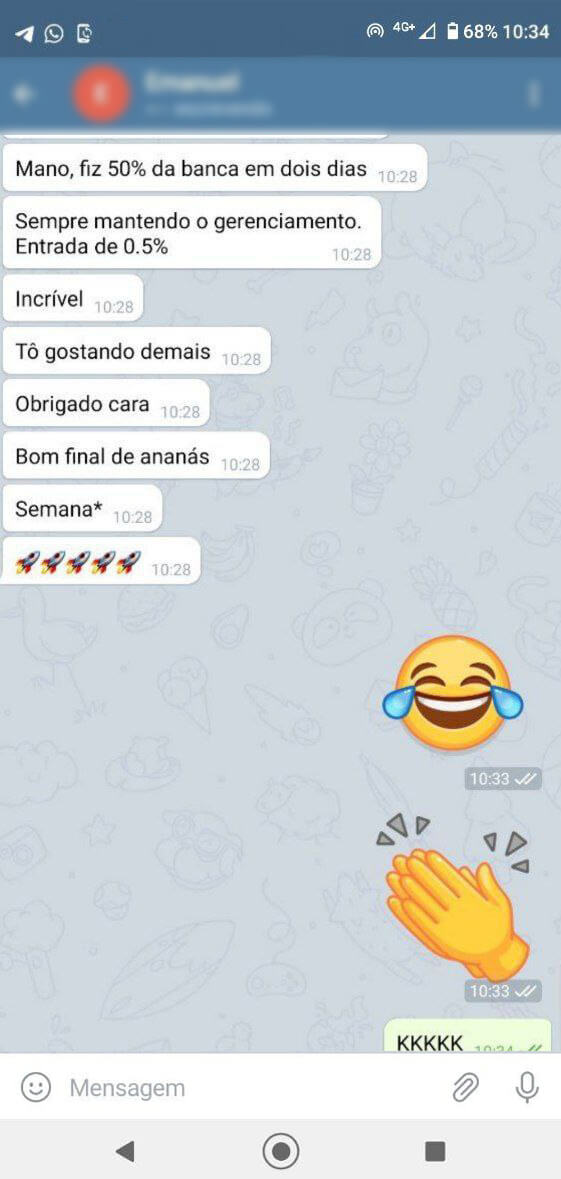 4G+ 68% 10:34
Emanuel
Mano, fiz 50% da banca em dois dias 10:28
Sempre mantendo o gerenciamento.
Entrada de 0.5% 10:28
Incrível 10:28
Tô gostando demais 10:28
Obrigado cara 10:28
Bom final de ananás 10:28
Semana* 10:28
10:28
10:33
10:33
KKKKK 10:34
Mensagem